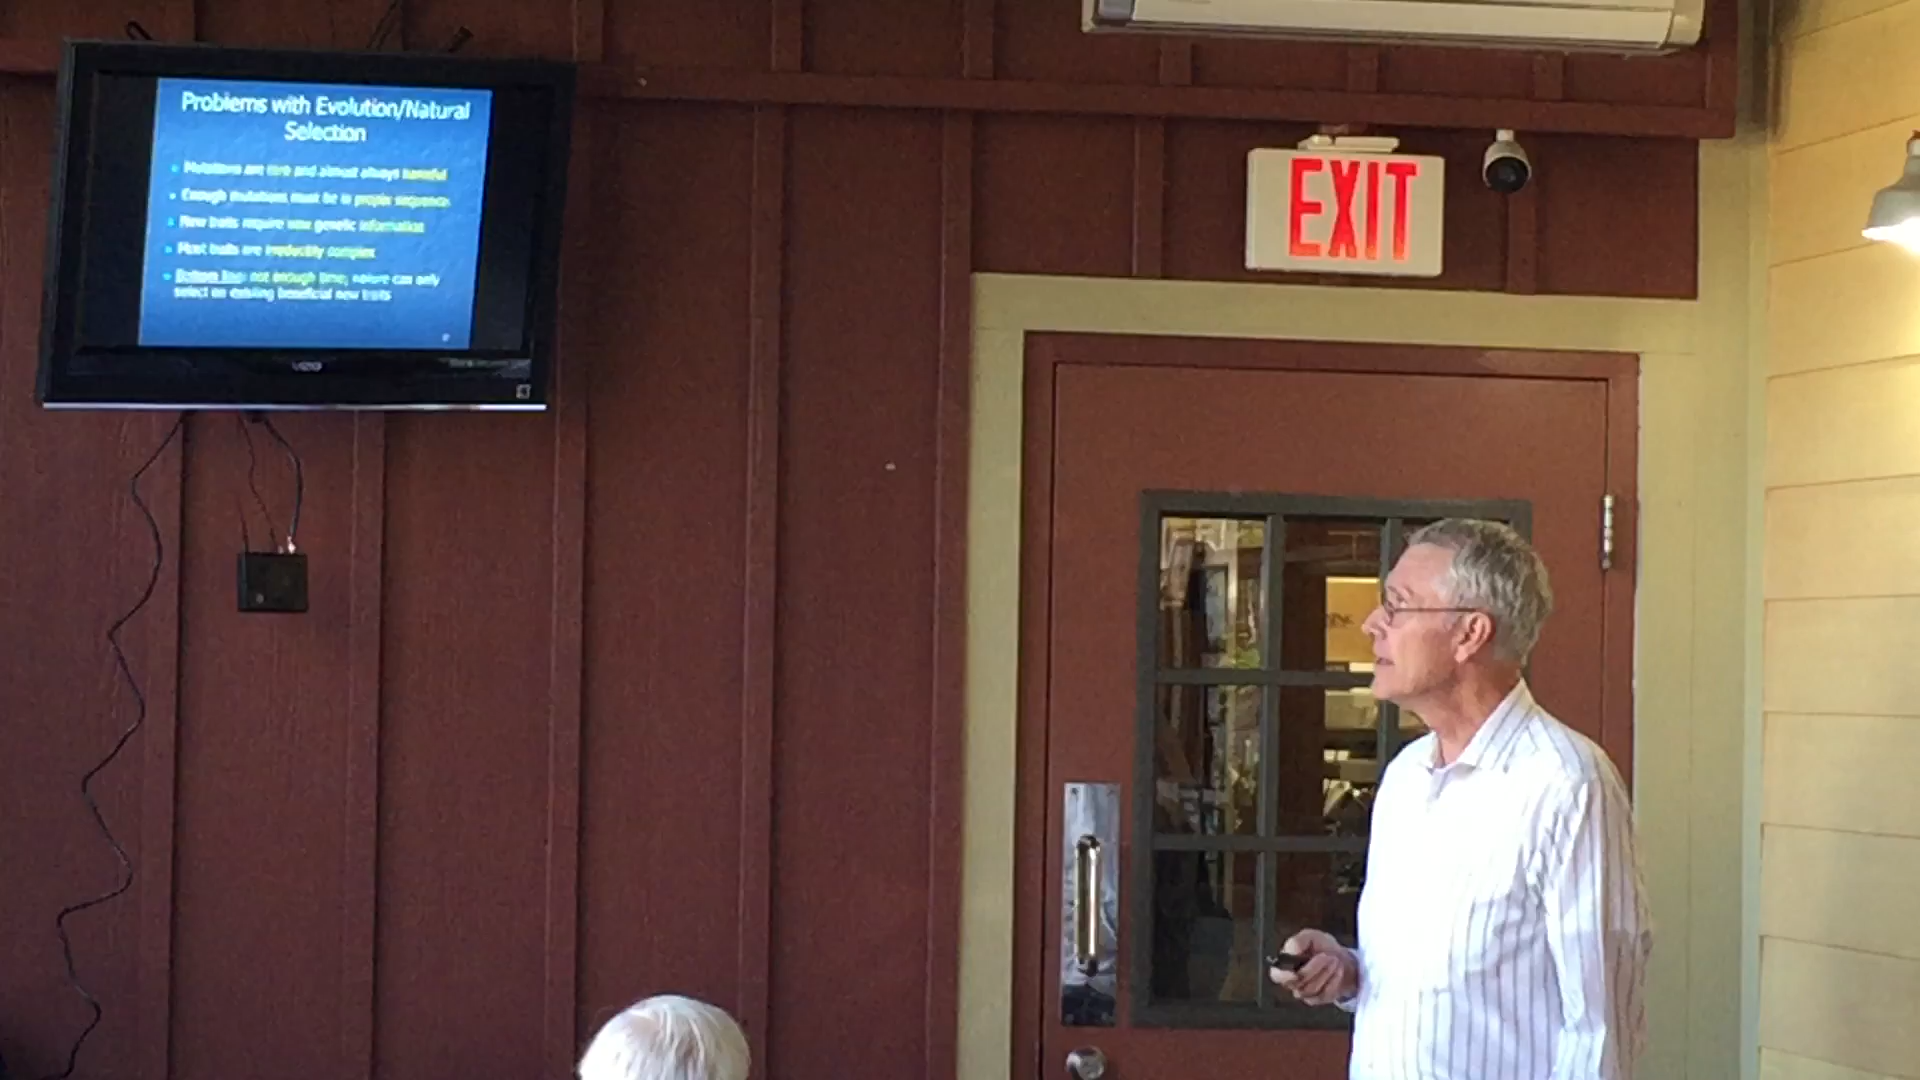 Problems with Evolution/Natural
Selection
Mutations are rare and almost always harmful
Enough mutations must be in proper sequence
New traits require new genetic information
Most traits are irreducibly complex
Bottom line: not enough time; nature can only
select on existing beneficial new traits
VIZIO
EXIT